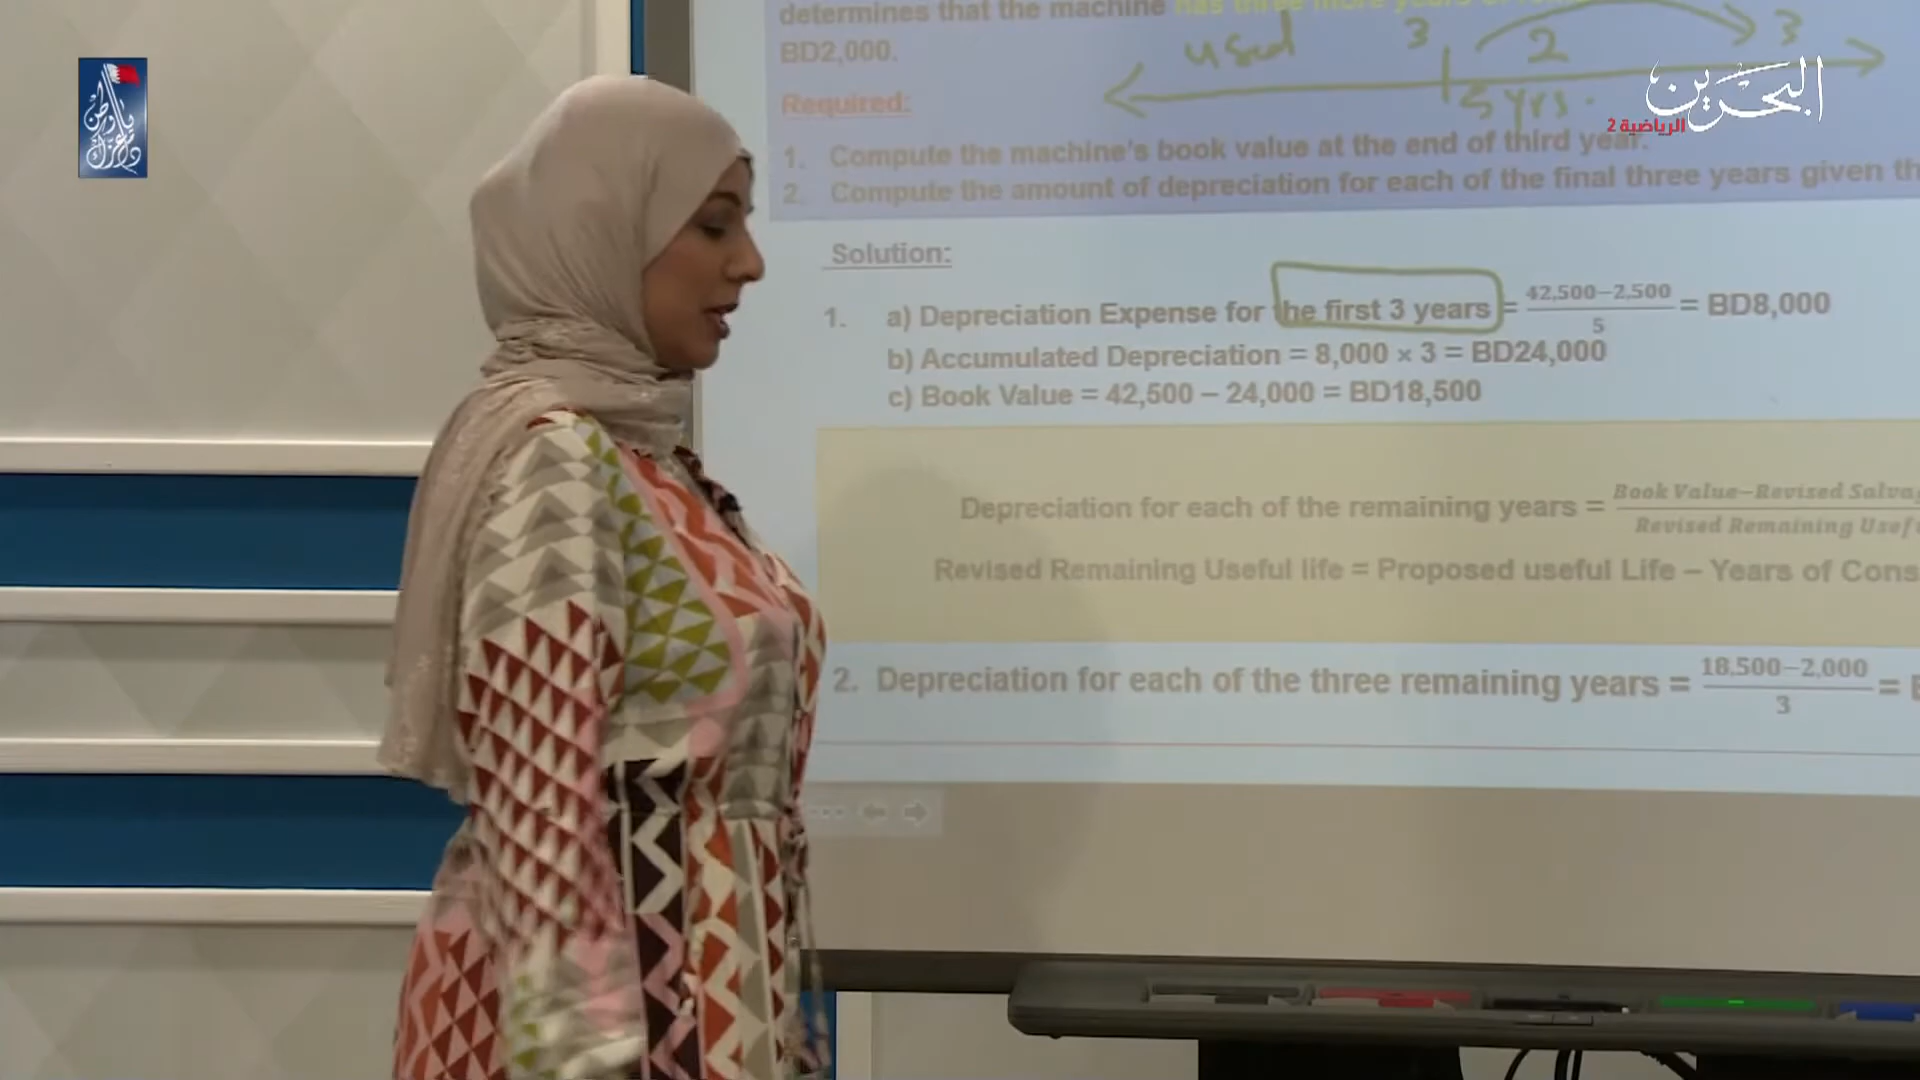 determines that the machine has three more years of
BD2,000.
used 3 2 3
5 yrs.
Required:
1. Compute the machine's book value at the end of third year.
2. Compute the amount of depreciation for each of the final three years given th
Solution:
1. a) Depreciation Expense for the first 3 years = 42,500−2,500 / 5 = BD8,000
b) Accumulated Depreciation = 8,000 × 3 = BD24,000
c) Book Value = 42,500 – 24,000 = BD18,500
Depreciation for each of the remaining years = Book Value−Revised Salva / Revised Remaining Usef
Revised Remaining Useful life = Proposed useful Life – Years of Cons
2. Depreciation for each of the three remaining years = 18,500−2,000 / 3 =
البحرين
الرياضية 2